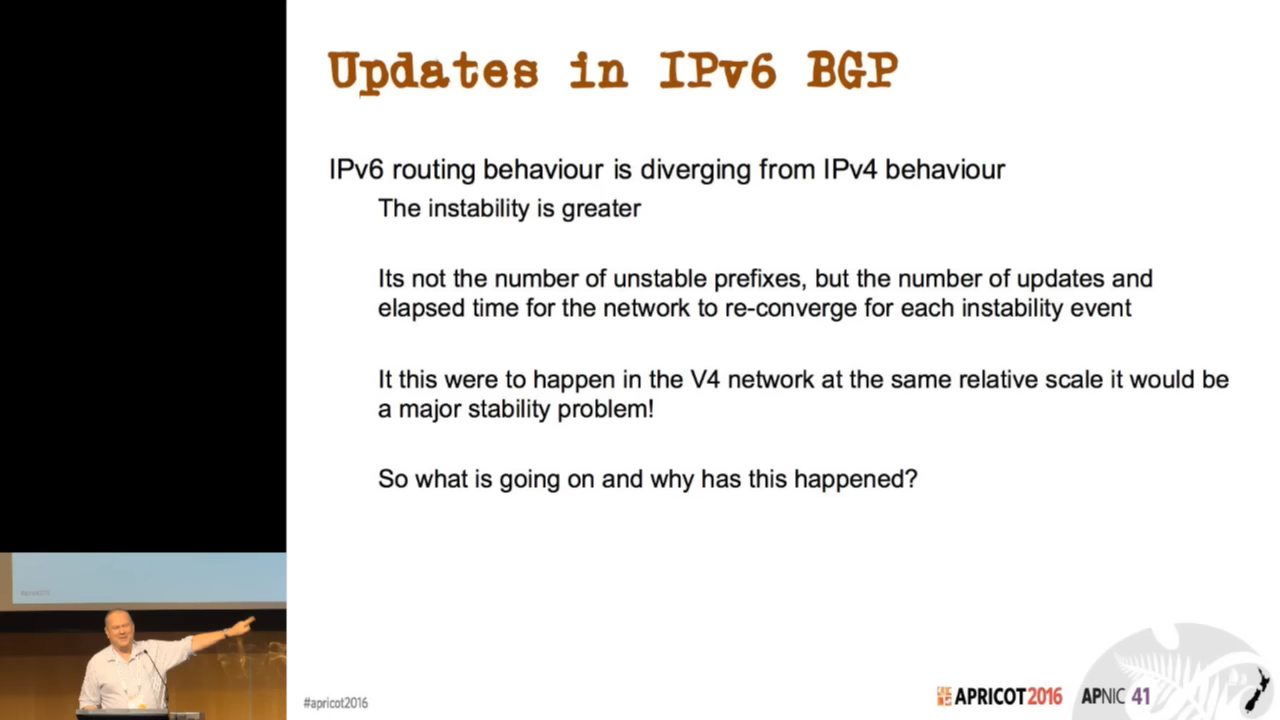 Updates in IPv6 BGP
IPv6 routing behaviour is diverging from IPv4 behaviour
The instability is greater
Its not the number of unstable prefixes, but the number of updates and
elapsed time for the network to re-converge for each instability event
It this were to happen in the V4 network at the same relative scale it would be
a major stability problem!
So what is going on and why has this happened?
#apricot2016
#apricot2016
APRICOT 2016 APNIC 41